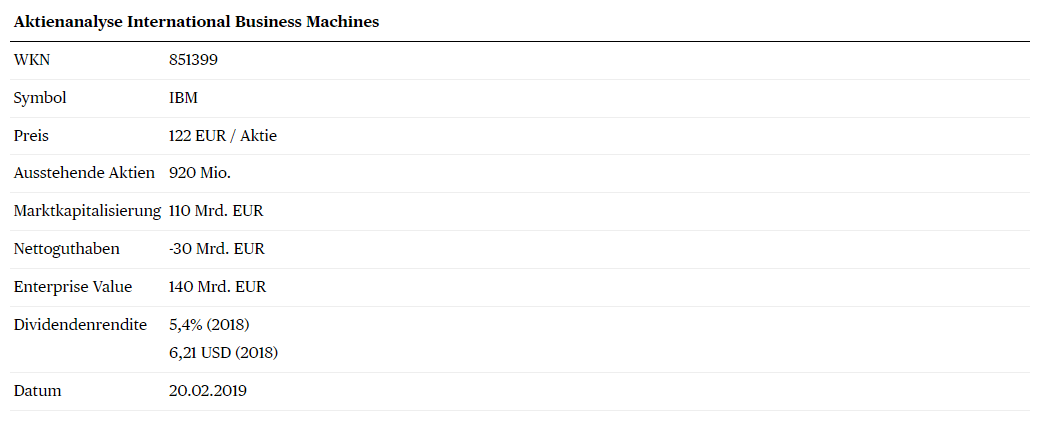 Aktienanalyse International Business Machines
WKN 851399
Symbol IBM
Preis 122 EUR / Aktie
Ausstehende Aktien 920 Mio.
Marktkapitalisierung 110 Mrd. EUR
Nettoguthaben -30 Mrd. EUR
Enterprise Value 140 Mrd. EUR
Dividendenrendite 5,4% (2018)
6,21 USD (2018)
Datum 20.02.2019